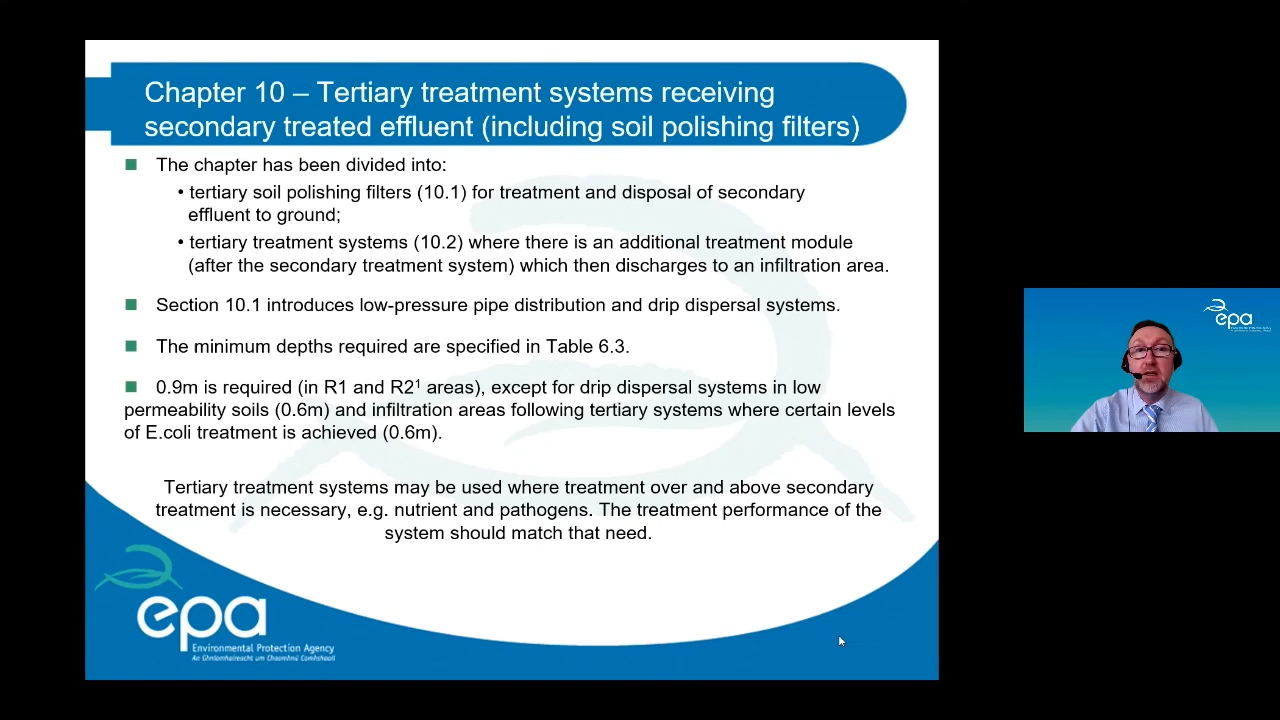 Chapter 10 – Tertiary treatment systems receiving
secondary treated effluent (including soil polishing filters)
The chapter has been divided into:
• tertiary soil polishing filters (10.1) for treatment and disposal of secondary
effluent to ground;
• tertiary treatment systems (10.2) where there is an additional treatment module
(after the secondary treatment system) which then discharges to an infiltration area.
Section 10.1 introduces low-pressure pipe distribution and drip dispersal systems.
The minimum depths required are specified in Table 6.3.
0.9m is required (in R1 and R2¹ areas), except for drip dispersal systems in low
permeability soils (0.6m) and infiltration areas following tertiary systems where certain levels
of E.coli treatment is achieved (0.6m).
Tertiary treatment systems may be used where treatment over and above secondary
treatment is necessary, e.g. nutrient and pathogens. The treatment performance of the
system should match that need.
epa
Environmental Protection Agency
An Ghníomhaireacht um Chaomhnú Comhshaoil
epa